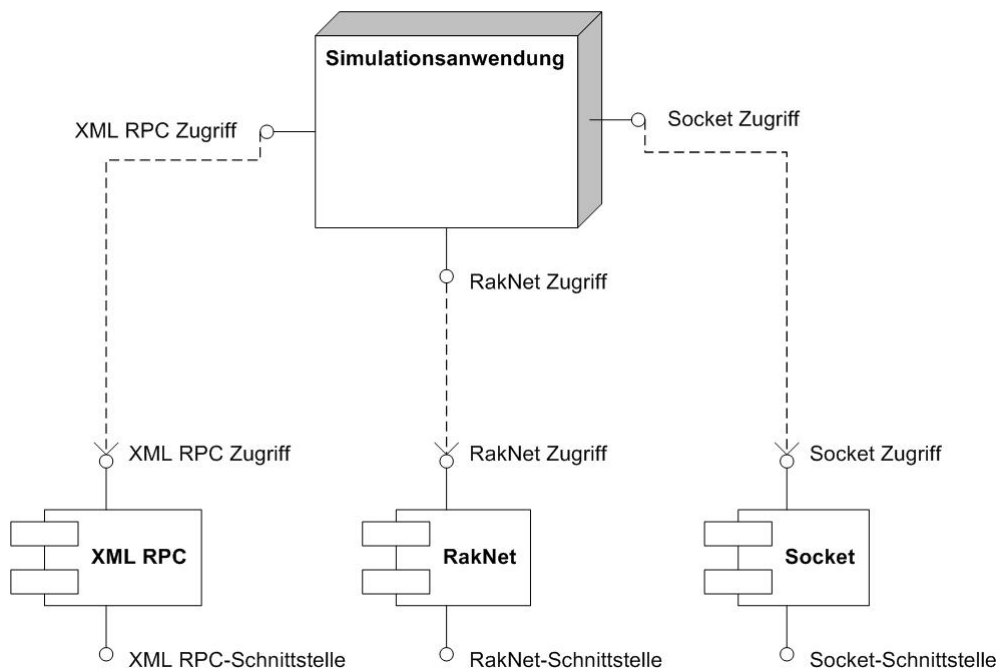 Simulationsanwendung
XML RPC Zugriff
Socket Zugriff
RakNet Zugriff
XML RPC Zugriff
RakNet Zugriff
Socket Zugriff
XML RPC
RakNet
Socket
XML RPC-Schnittstelle
RakNet-Schnittstelle
Socket-Schnittstelle